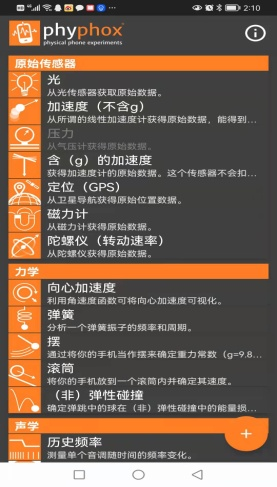 2:10
phyphox
physical phone experiments
原始传感器
光
从光传感器获取原始数据。
加速度（不含g）
从所谓的线性加速度计获得原始数据，能得到…
压力
从气压计获得原始数据。
含（g）的加速度
获得加速度计的原始数据。这个传感器不会扣…
定位（GPS）
从卫星导航获得原始位置数据。
磁力计
从磁力计获得原始数据。
陀螺仪（转动速率）
从陀螺仪获得原始数据。
力学
向心加速度
利用角速度函数可将向心加速度可视化。
弹簧
分析一个弹簧振子的频率和周期。
摆
通过将你的手机当作摆来确定重力常数（g=9.8…
滚筒
将你的手机放到一个滚筒内并确定其速度。
（非）弹性碰撞
确定弹跳中的球在（非）弹性碰撞中的能量损…
声学
历史频率
测量单个音调随时间的频率变化。